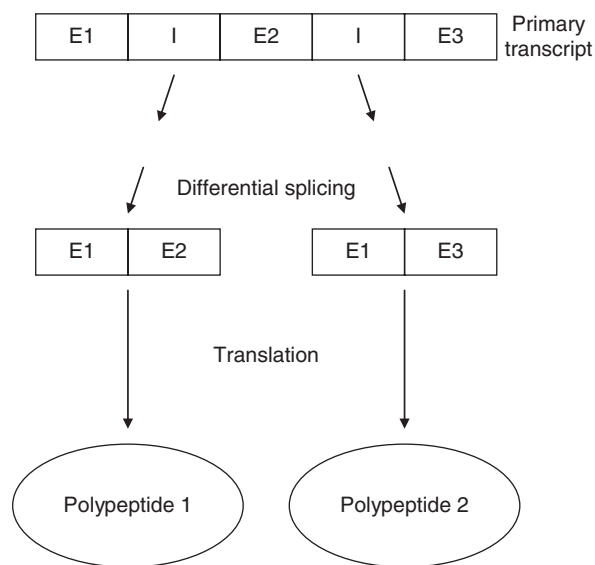 E1 I E2 I E3
Primary
transcript
Differential splicing
E1 E2
E1 E3
Translation
Polypeptide 1
Polypeptide 2